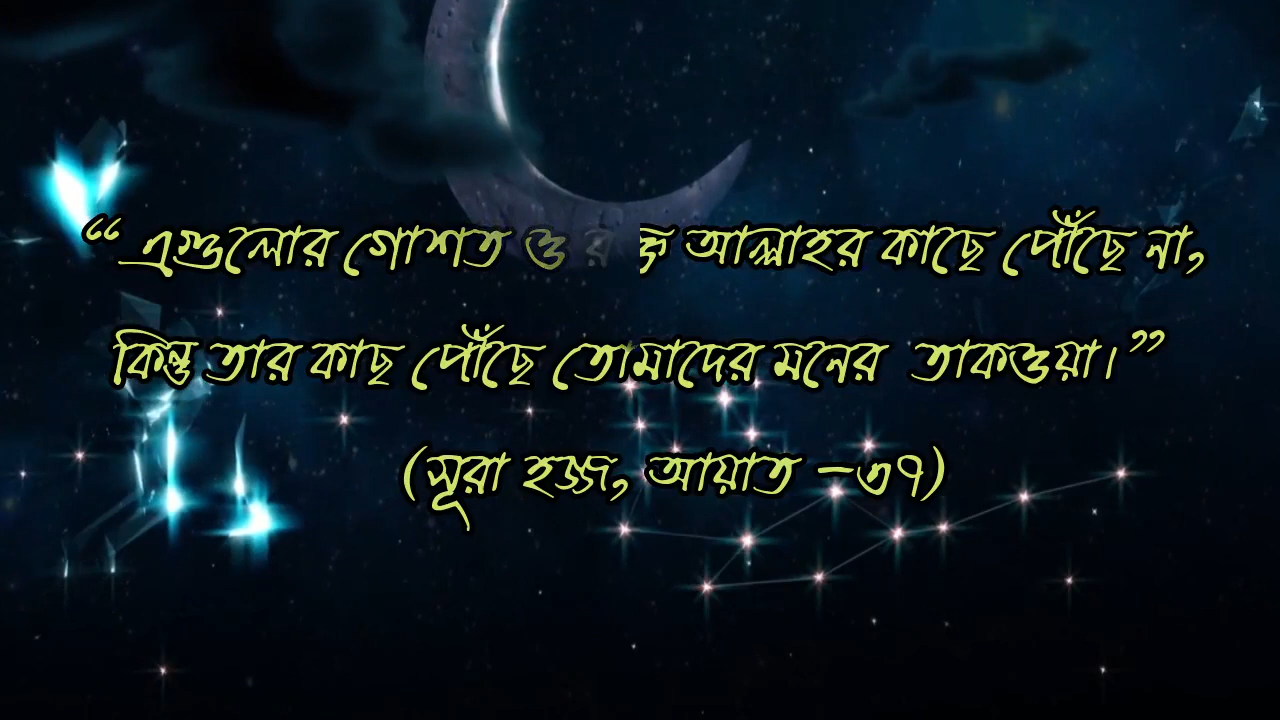 “ এগুলোর গোশত ও রক্ত আল্লাহর কাছে পৌঁছে না,
কিন্তু তার কাছ পৌঁছে তোমাদের মনের তাকওয়া।”
(সূরা হজ্জ, আয়াত –৩৭)